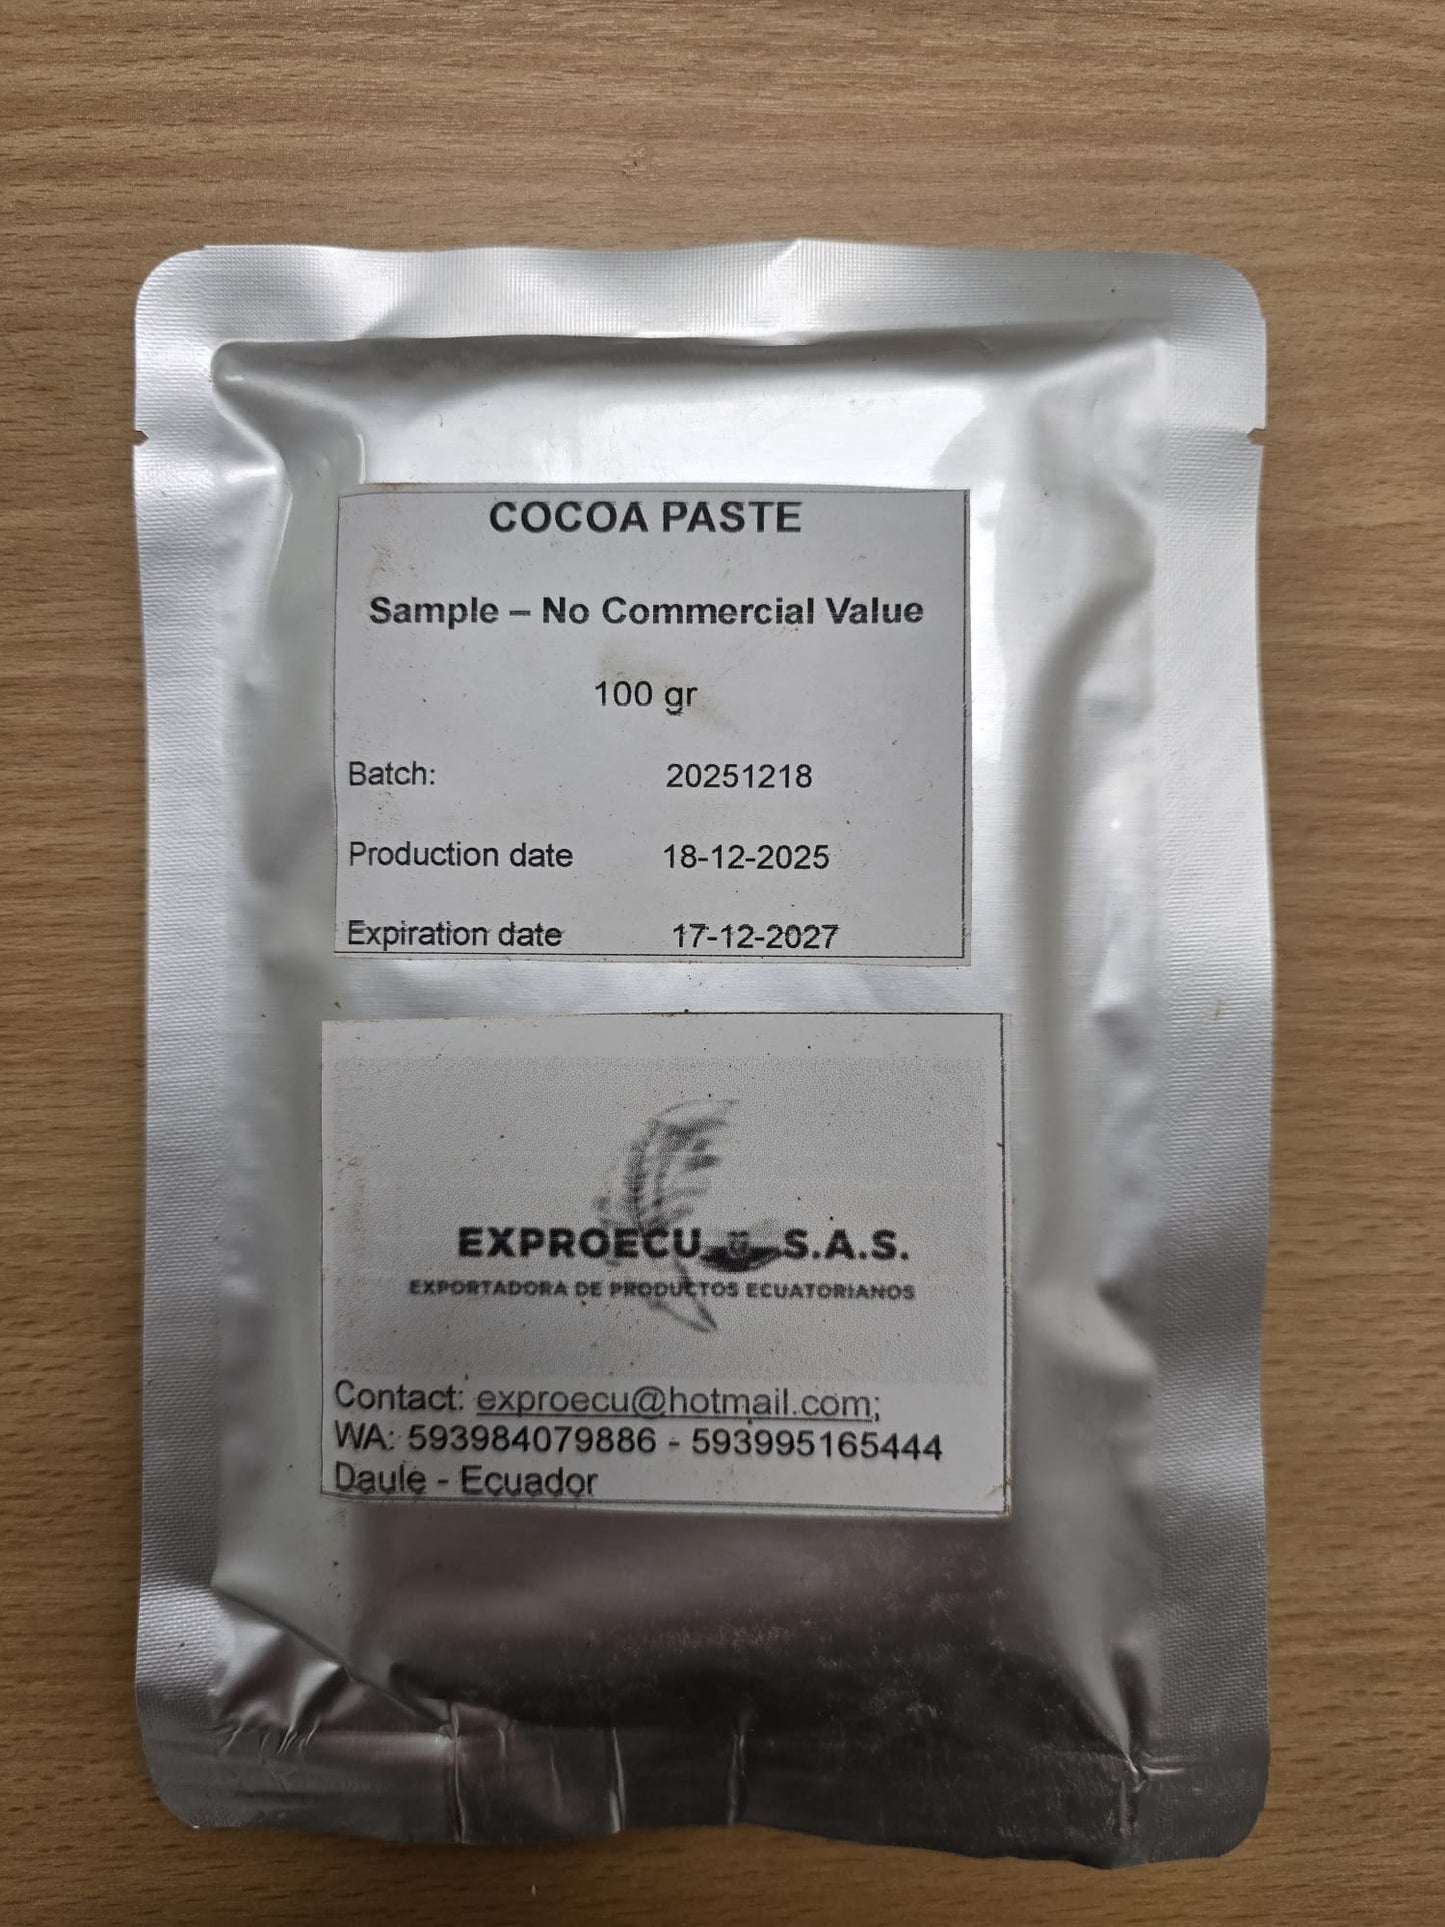 COCOA PASTE
Sample – No Commercial Value
100 gr
Batch: 20251218
Production date 18-12-2025
Expiration date 17-12-2027
EXPROECU S.A.S.
EXPORTADORA DE PRODUCTOS ECUATORIANOS
Contact: exproecu@hotmail.com;
WA: 593984079886 - 593995165444
Daule - Ecuador